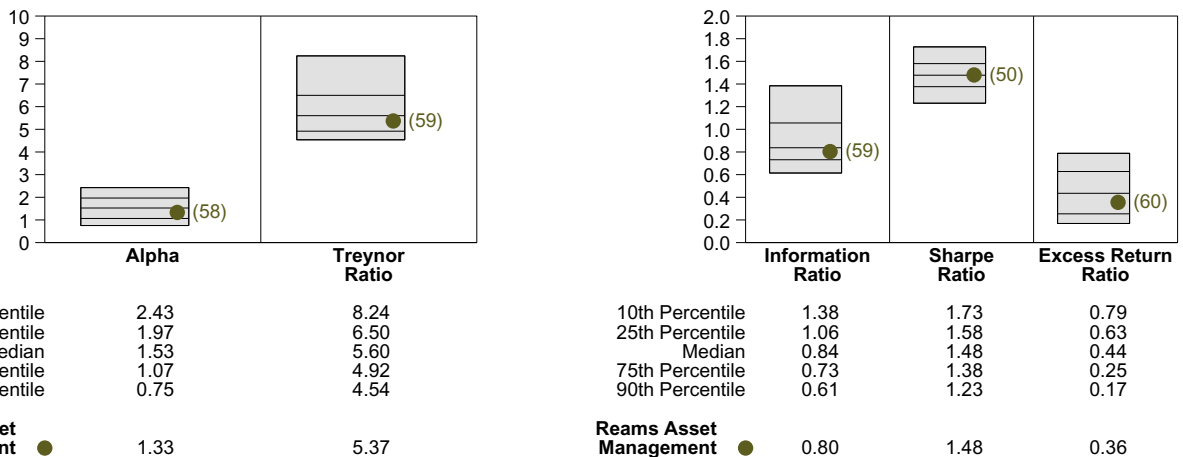 10
9
8
7
6
5
4
3
2
1
0
(58)
(59)
Alpha
Treynor
Ratio
entile 2.43 8.24
entile 1.97 6.50
edian 1.53 5.60
entile 1.07 4.92
entile 0.75 4.54
et
nt 1.33 5.37
2.0
1.8
1.6
1.4
1.2
1.0
0.8
0.6
0.4
0.2
0.0
(59)
(50)
(60)
Information
Ratio
Sharpe
Ratio
Excess Return
Ratio
10th Percentile 1.38 1.73 0.79
25th Percentile 1.06 1.58 0.63
Median 0.84 1.48 0.44
75th Percentile 0.73 1.38 0.25
90th Percentile 0.61 1.23 0.17
Reams Asset
Management 0.80 1.48 0.36